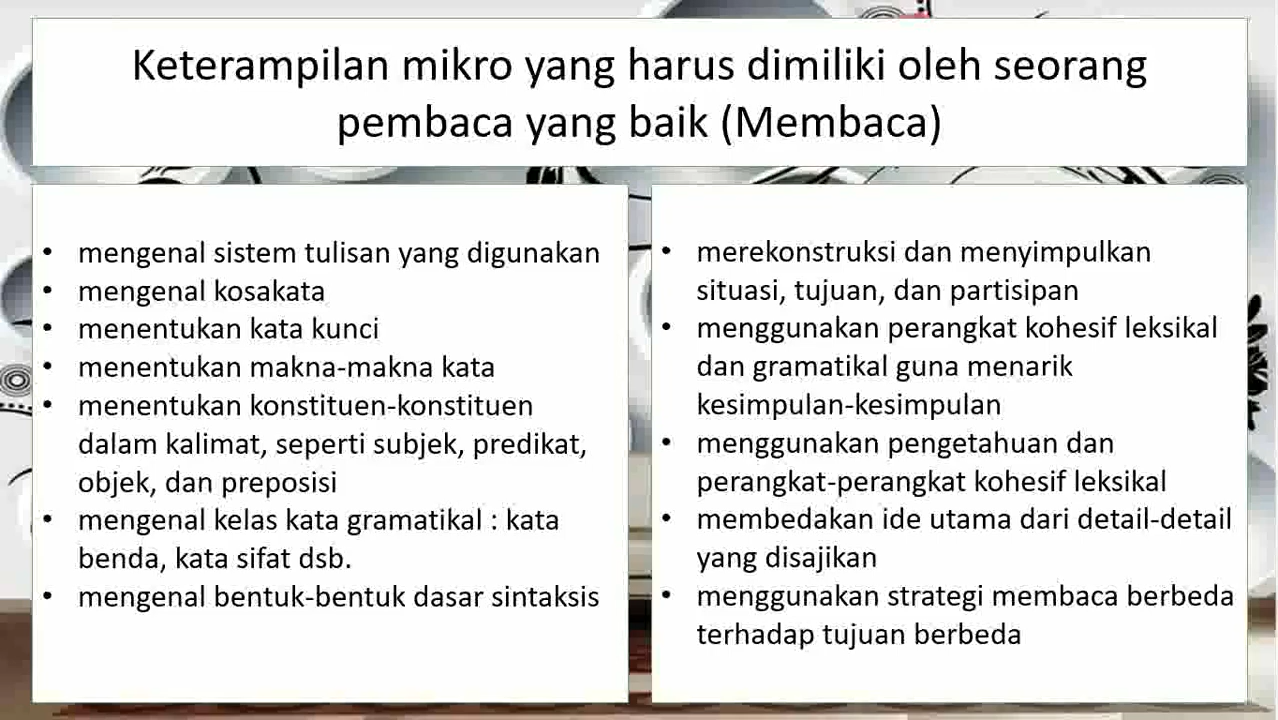 Keterampilan mikro yang harus dimiliki oleh seorang
pembaca yang baik (Membaca)
• mengenal sistem tulisan yang digunakan
• mengenal kosakata
• menentukan kata kunci
• menentukan makna-makna kata
• menentukan konstituen-konstituen
dalam kalimat, seperti subjek, predikat,
objek, dan preposisi
• mengenal kelas kata gramatikal : kata
benda, kata sifat dsb.
• mengenal bentuk-bentuk dasar sintaksis
• merekonstruksi dan menyimpulkan
situasi, tujuan, dan partisipan
• menggunakan perangkat kohesif leksikal
dan gramatikal guna menarik
kesimpulan-kesimpulan
• menggunakan pengetahuan dan
perangkat-perangkat kohesif leksikal
• membedakan ide utama dari detail-detail
yang disajikan
• menggunakan strategi membaca berbeda
terhadap tujuan berbeda